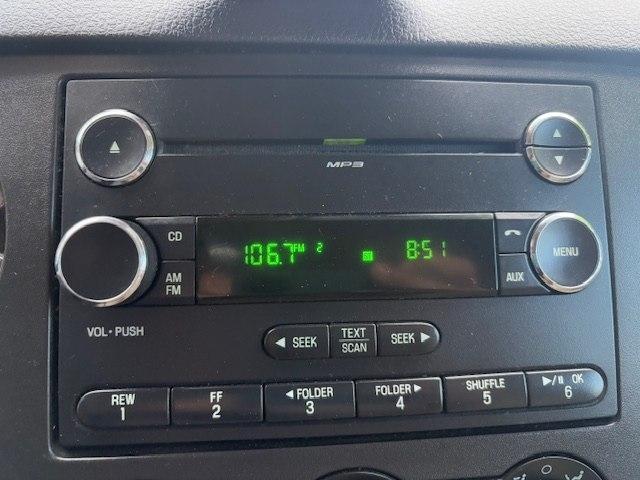 MP3
CD
106.7 FM 2 8:51
MENU
AM
FM
AUX
VOL • PUSH
◄ SEEK
TEXT
SCAN
SEEK ►
REW
1
FF
2
◄ FOLDER
3
FOLDER ►
4
SHUFFLE
5
►/II OK
6